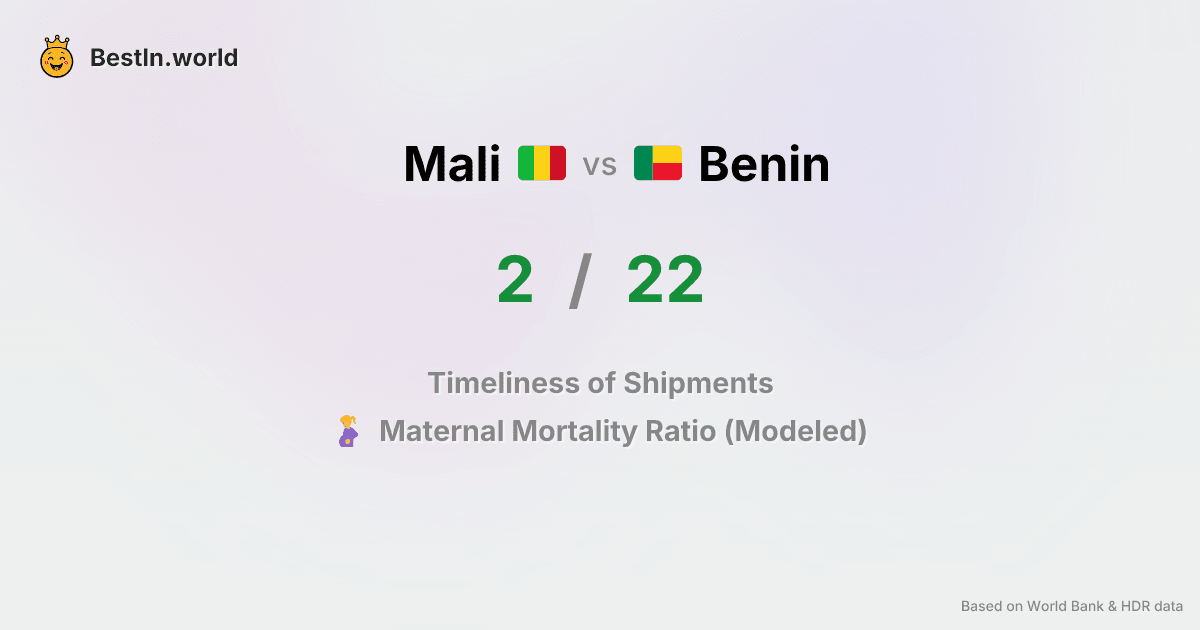 BestIn.world
Mali vs Benin
2 / 22
Timeliness of Shipments
Maternal Mortality Ratio (Modeled)
Based on World Bank & HDR data